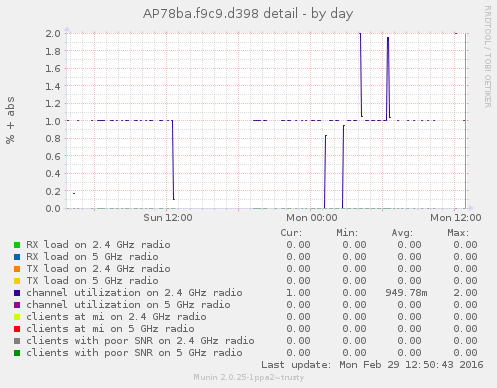 AP78ba.f9c9.d398 detail - by day
RRDTOOL / TOBI OETIKER
% + abs
2.0
1.8
1.6
1.4
1.2
1.0
0.8
0.6
0.4
0.2
0.0
Sun 12:00 Mon 00:00 Mon 12:00
Cur: Min: Avg: Max:
RX load on 2.4 GHz radio 0.00 0.00 0.00 0.00
RX load on 5 GHz radio 0.00 0.00 0.00 0.00
TX load on 2.4 GHz radio 0.00 0.00 0.00 0.00
TX load on 5 GHz radio 0.00 0.00 0.00 0.00
channel utilization on 2.4 GHz radio 1.00 0.00 949.78m 2.00
channel utilization on 5 GHz radio 0.00 0.00 0.00 0.00
clients at mi on 2.4 GHz radio 0.00 0.00 0.00 0.00
clients at mi on 5 GHz radio 0.00 0.00 0.00 0.00
clients with poor SNR on 2.4 GHz radio 0.00 0.00 0.00 0.00
clients with poor SNR on 5 GHz radio 0.00 0.00 0.00 0.00
Last update: Mon Feb 29 12:50:43 2016
Munin 2.0.25-1ppa2~trusty